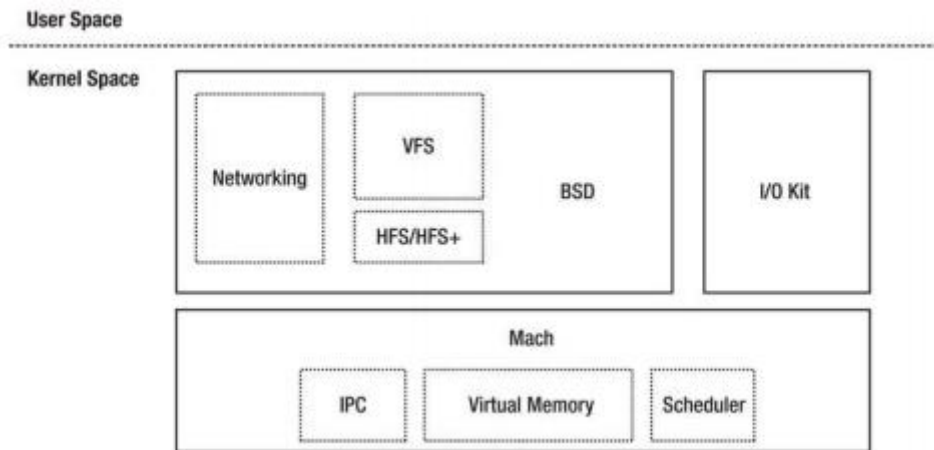 User Space
Kernel Space
Networking
VFS
HFS/HFS+
BSD
I/O Kit
Mach
IPC
Virtual Memory
Scheduler